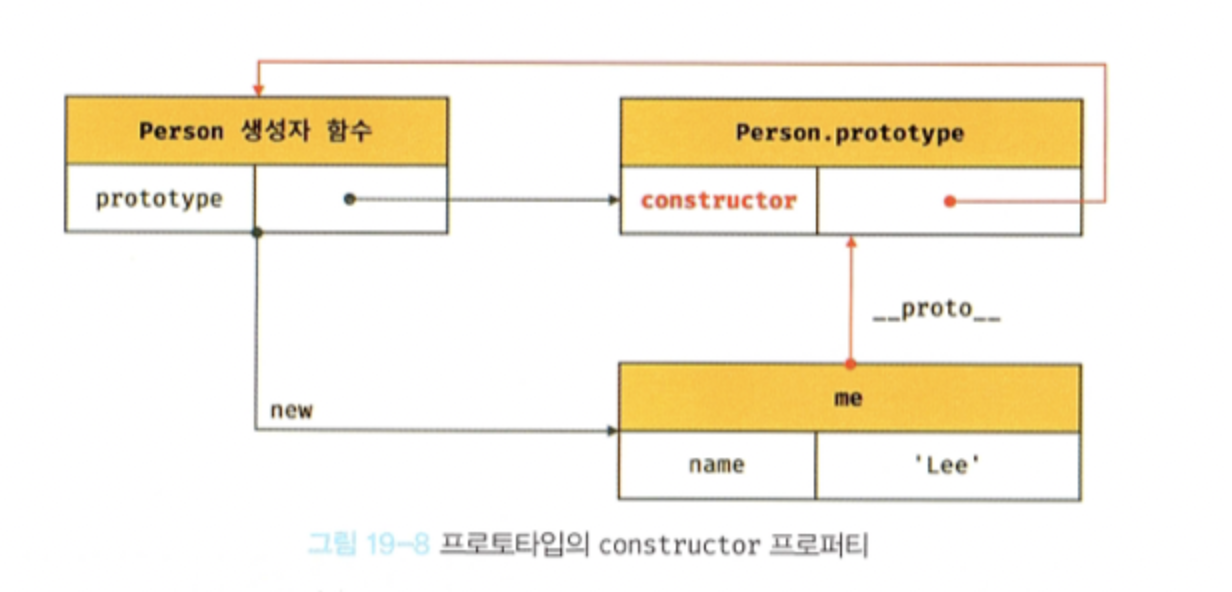 Person 생성자 함수
prototype
Person.prototype
constructor
__proto__
new
me
name
'Lee'
그림 19-8 프로토타입의 constructor 프로퍼티